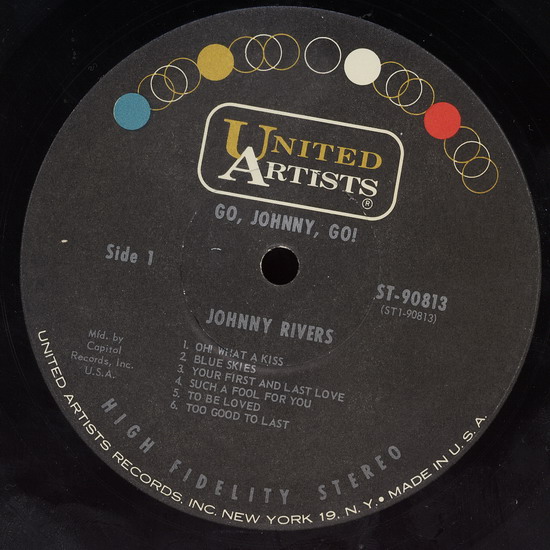 UNITED
ARTISTS
®
GO, JOHNNY, GO!
Side 1
ST-90813
(ST1-90813)
JOHNNY RIVERS
Mfd. by
Capitol
Records, Inc.
U.S.A.
1. OH! WHAT A KISS
2. BLUE SKIES
3. YOUR FIRST AND LAST LOVE
4. SUCH A FOOL FOR YOU
5. TO BE LOVED
6. TOO GOOD TO LAST
HIGH FIDELITY STEREO
UNITED ARTISTS RECORDS, INC. NEW YORK 19, N.Y. • MADE IN U.S.A.